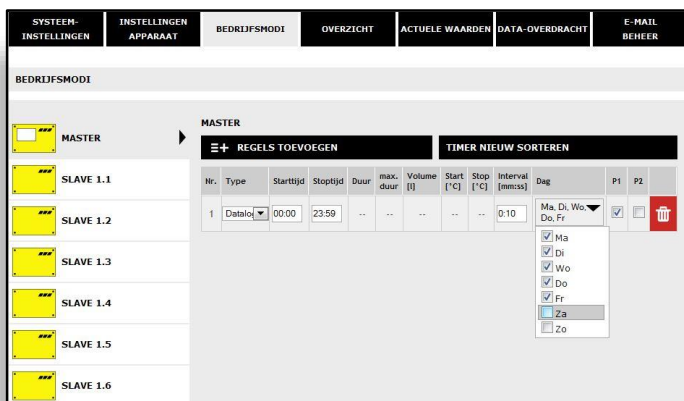 SYSTEEM-
INSTELLINGEN
INSTELLINGEN
APPARAAT
BEDRIJFSMODI
OVERZICHT
ACTUELE WAARDEN
DATA-OVERDRACHT
E-MAIL
BEHEER
BEDRIJFSMODI
MASTER
SLAVE 1.1
SLAVE 1.2
SLAVE 1.3
SLAVE 1.4
SLAVE 1.5
SLAVE 1.6
MASTER
REGELS TOEVOEGEN
TIMER NIEUW SORTEREN
Nr. Type Starttijd Stoptijd Duur max. duur Volume [l] Start [°C] Stop [°C] Interval [mm:ss] Dag P1 P2
1 Datalo 00:00 23:59 -- -- -- -- -- 0:10 Ma, Di, Wo,
Do, Fr
Ma
Di
Wo
Do
Fr
Za
Zo